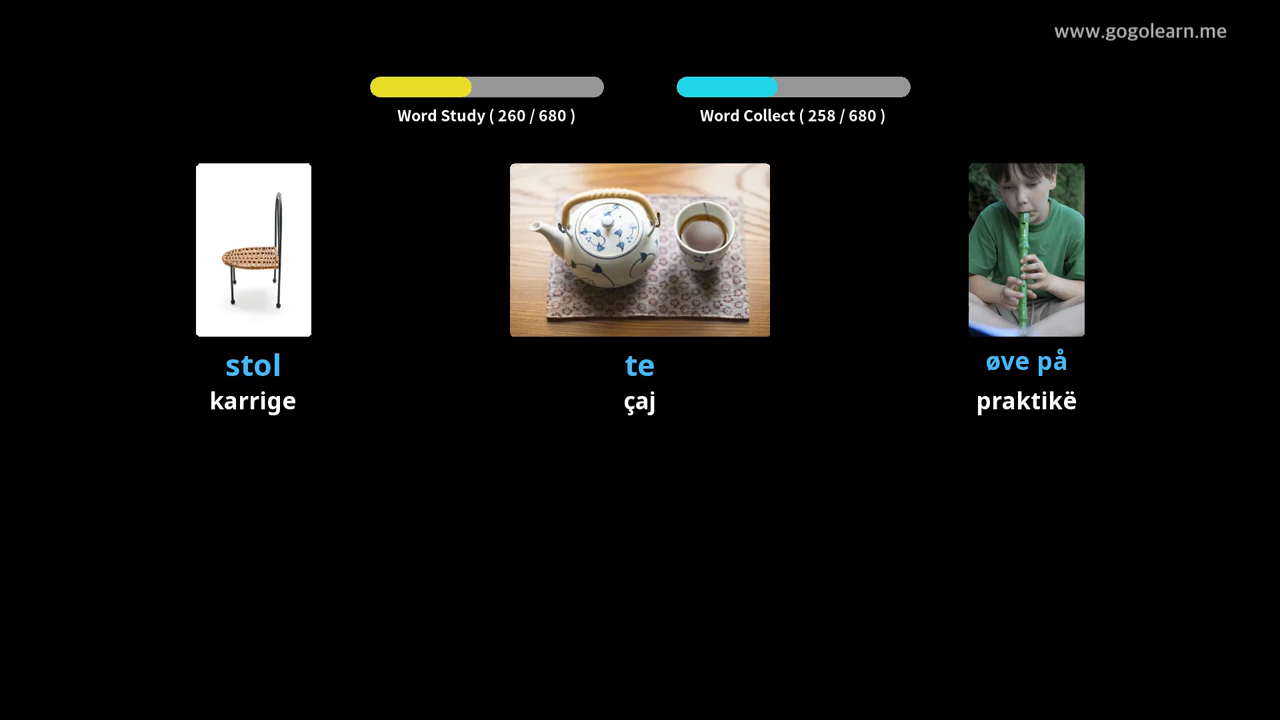 www.gogolearn.me
Word Study ( 260 / 680 )
Word Collect ( 258 / 680 )
stol
karrige
te
çaj
øve på
praktikë